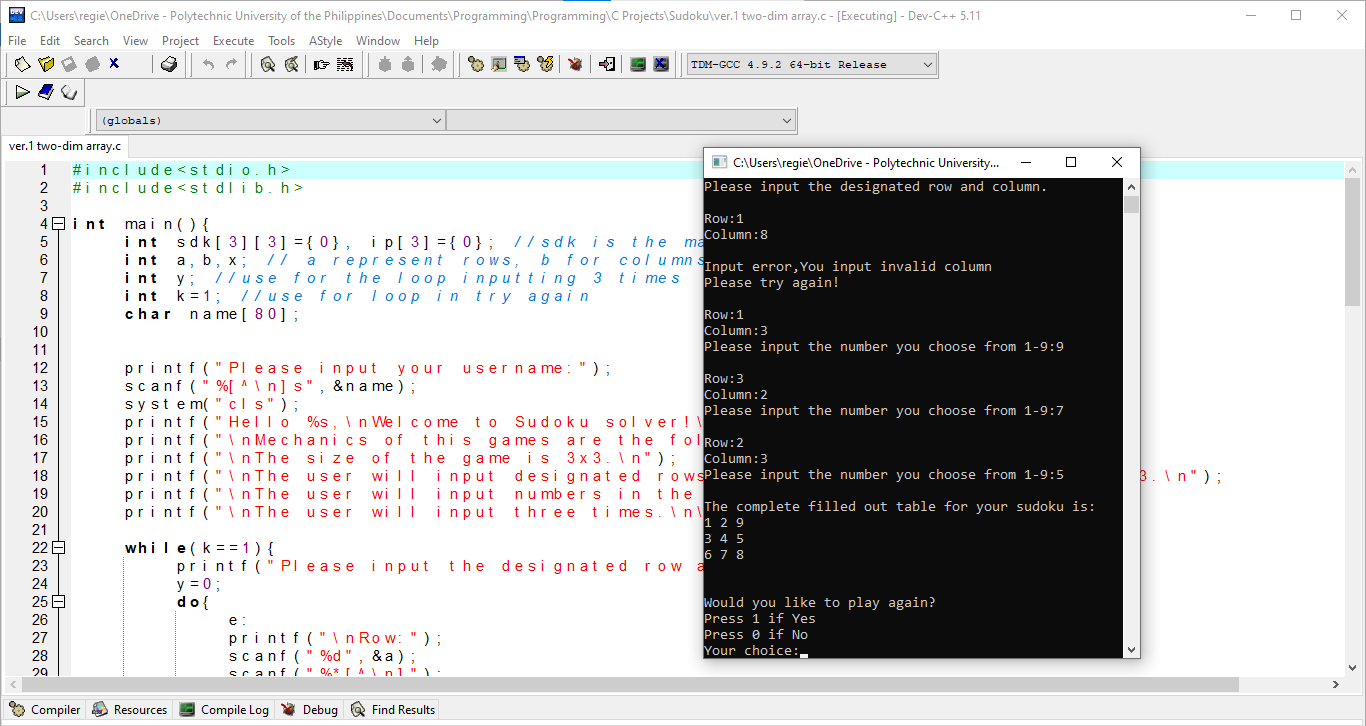 C:\Users\regie\OneDrive - Polytechnic University of the Philippines\Documents\Programming\Programming\C Projects\Sudoku\ver.1 two-dim array.c - [Executing] - Dev-C++ 5.11
File Edit Search View Project Execute Tools AStyle Window Help
TDM-GCC 4.9.2 64-bit Release
(globals)
ver.1 two-dim array.c
1 #include<stdio.h>
2 #include<stdlib.h>
3
4 int main(){
5 int sdk[3][3]={0}, ip[3]={0}; //sdk is the
6 int a,b,x; // a represent rows, b for columns
7 int y; //use for the loop inputting 3 times
8 int k=1; //use for loop in try again
9 char name[80];
10
11
12 printf("Please input your username:");
13 scanf("%[^\n]s",&name);
14 system("cls");
15 printf("Hello %s,\nWelcome to Sudoku solver!\
16 printf("\nMechanics of this games are the
17 printf("\nThe size of the game is 3x3.\n");
18 printf("\nThe user will input designated rows 3.\n");
19 printf("\nThe user will input numbers in the
20 printf("\nThe user will input three times.\n\
21
22 while(k==1){
23 printf("Please input the designated row
24 y=0;
25 do{
26 e:
27 printf("\nRow:");
28 scanf("%d",&a);
29 scanf("%*[^\n]");
C:\Users\regie\OneDrive - Polytechnic University...
Please input the designated row and column.
Row:1
Column:8
Input error,You input invalid column
Please try again!
Row:1
Column:3
Please input the number you choose from 1-9:9
Row:3
Column:2
Please input the number you choose from 1-9:7
Row:2
Column:3
Please input the number you choose from 1-9:5
The complete filled out table for your sudoku is:
1 2 9
3 4 5
6 7 8
Would you like to play again?
Press 1 if Yes
Press 0 if No
Your choice:
Compiler Resources Compile Log Debug Find Results